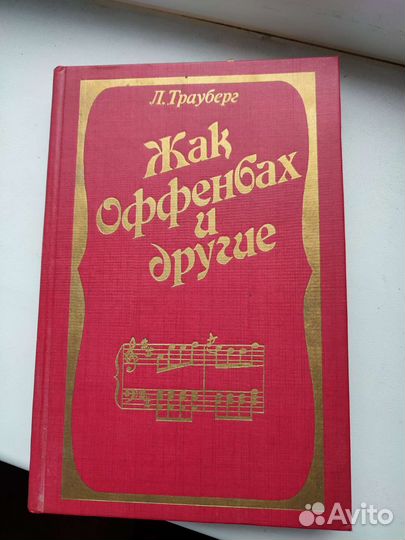 Л. Трауберг
Жак
Оффенбах
и
другие
Avito